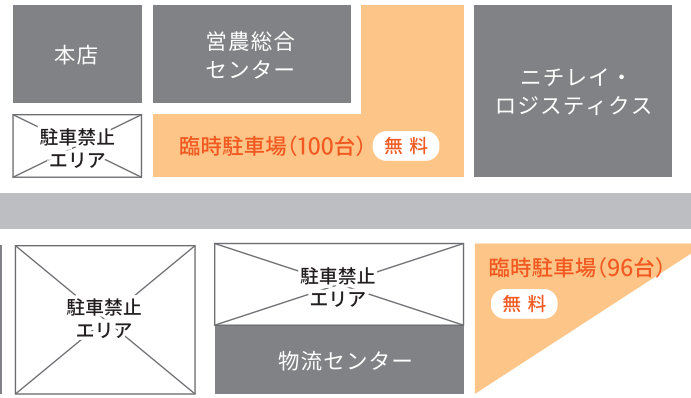 本店
営農総合
センター
ニチレイ・
ロジスティクス
駐車禁止
エリア
臨時駐車場(100台) 無料
駐車禁止
エリア
駐車禁止
エリア
物流センター
臨時駐車場(96台)
無料